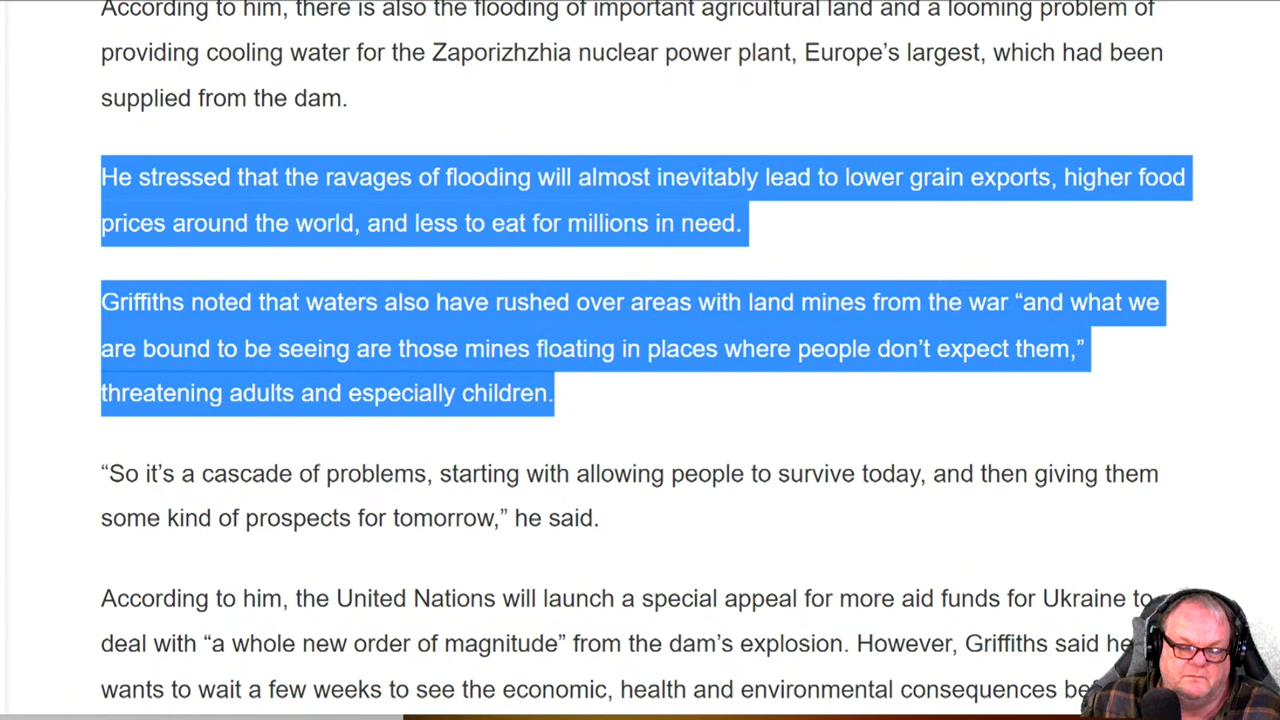 According to him, there is also the flooding of important agricultural land and a looming problem of
providing cooling water for the Zaporizhzhia nuclear power plant, Europe’s largest, which had been
supplied from the dam.
He stressed that the ravages of flooding will almost inevitably lead to lower grain exports, higher food
prices around the world, and less to eat for millions in need.
Griffiths noted that waters also have rushed over areas with land mines from the war “and what we
are bound to be seeing are those mines floating in places where people don’t expect them,”
threatening adults and especially children.
“So it’s a cascade of problems, starting with allowing people to survive today, and then giving them
some kind of prospects for tomorrow,” he said.
According to him, the United Nations will launch a special appeal for more aid funds for Ukraine to
deal with “a whole new order of magnitude” from the dam’s explosion. However, Griffiths said he
wants to wait a few weeks to see the economic, health and environmental consequences